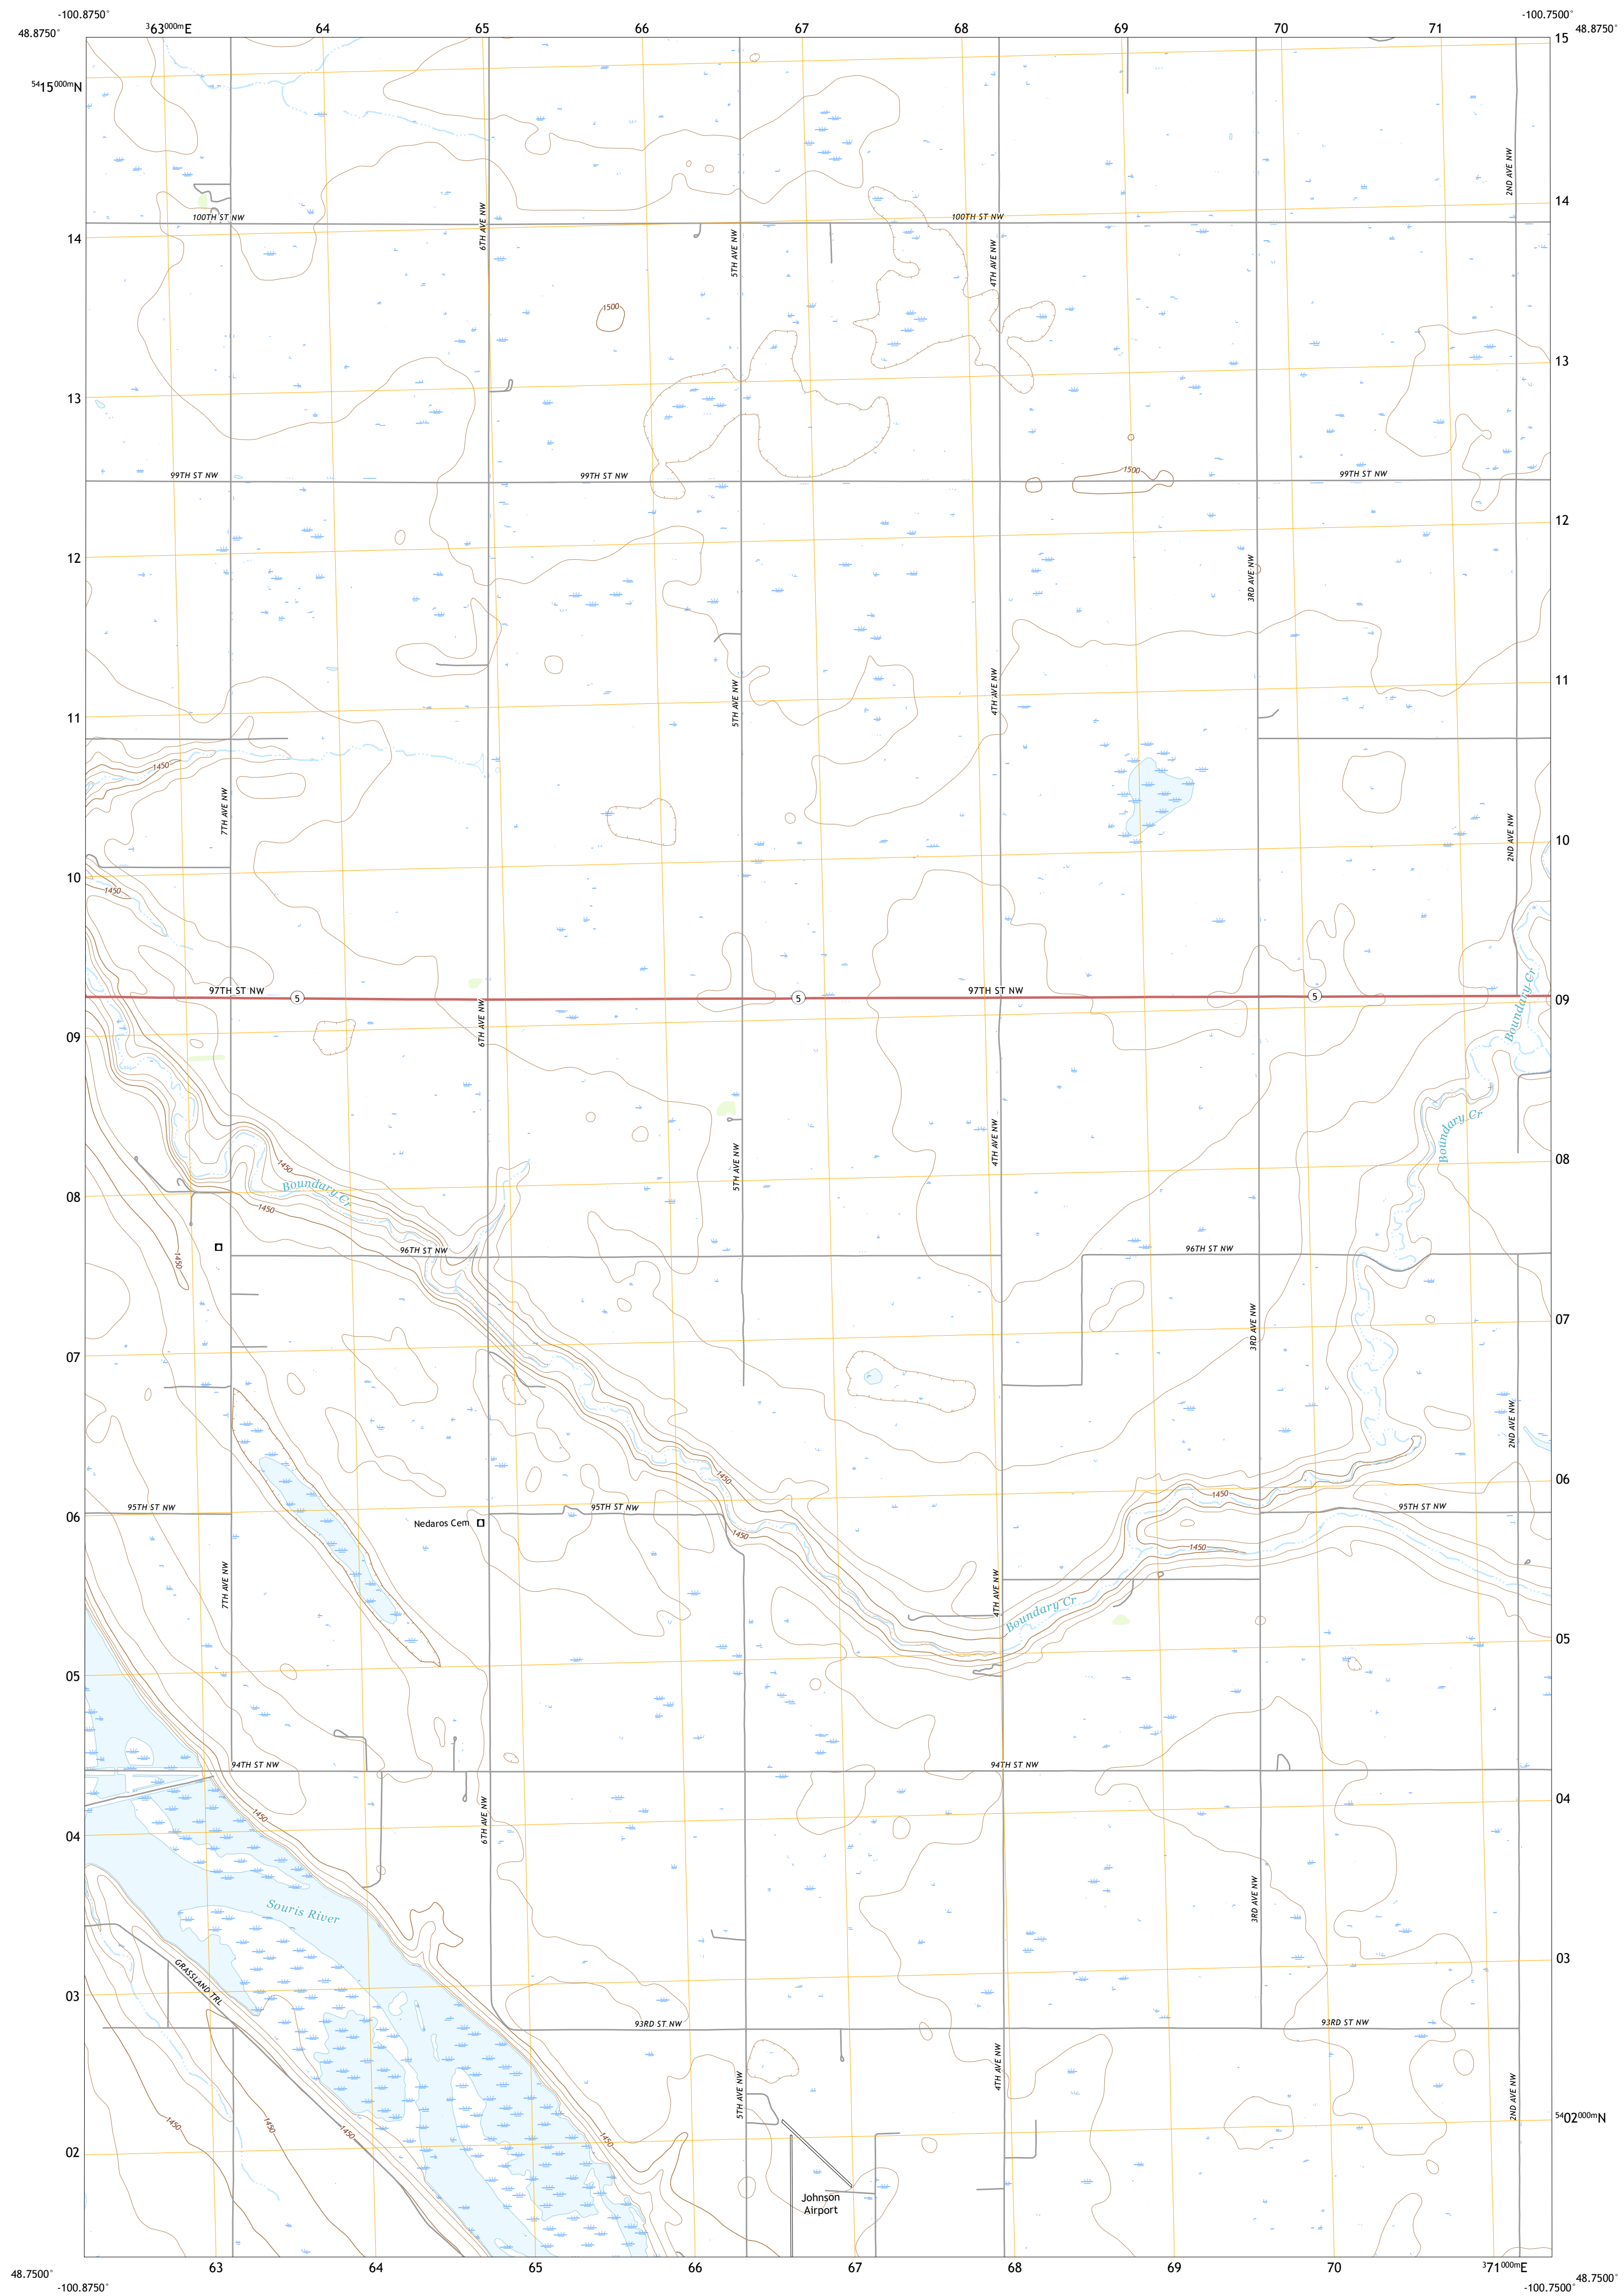 -100.8750°
-100.7500°
48.8750°
³63⁰⁰⁰ᵐE
64
65
66
67
68
69
70
71
15
48.8750°
⁵⁴15⁰⁰⁰ᵐN
2ND AVE NW
14
100TH ST NW
6TH AVE NW
100TH ST NW
14
5TH AVE NW
4TH AVE NW
1500
13
13
1500
99TH ST NW
99TH ST NW
99TH ST NW
12
12
3RD AVE NW
11
4TH AVE NW
5TH AVE NW
11
1450
7TH AVE NW
2ND AVE NW
10
10
1450
97TH ST NW
5
5
97TH ST NW
5
09
Boundary Cr
6TH AVE NW
09
Boundary Cr
4TH AVE NW
5TH AVE NW
08
1450
Boundary Cr
08
1450
1450
96TH ST NW
96TH ST NW
07
3RD AVE NW
07
2ND AVE NW
1450
06
1450
95TH ST NW
95TH ST NW
95TH ST NW
06
Nedaros Cem
1450
1450
7TH AVE NW
4TH AVE NW
Boundary Cr
05
05
94TH ST NW
94TH ST NW
04
1450
6TH AVE NW
04
3RD AVE NW
Souris River
03
GRASSLAND TRL
03
93RD ST NW
93RD ST NW
4TH AVE NW
5TH AVE NW
2ND AVE NW
⁵⁴02⁰⁰⁰ᵐN
1450
1450
1450
1450
02
Johnson
Airport
48.7500°
63
64
65
66
67
68
69
70
³71⁰⁰⁰ᵐE
48.7500°
-100.8750°
-100.7500°